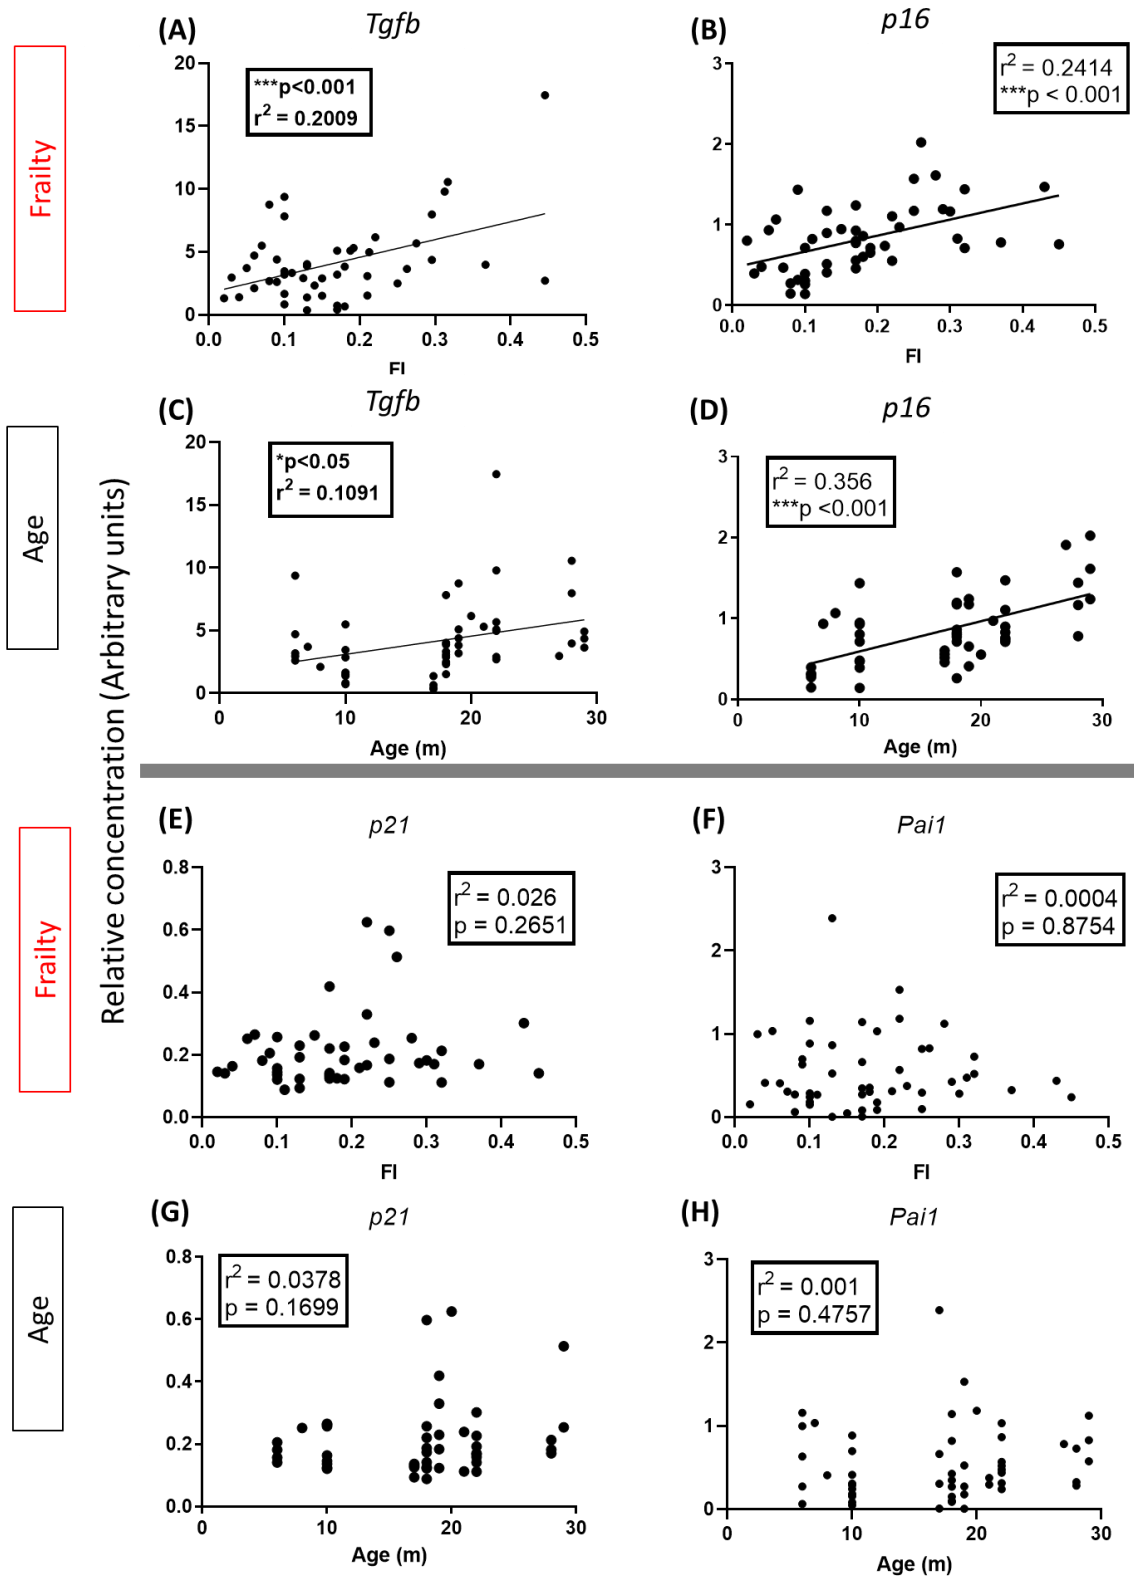 Relative concentration (Arbitrary units)
Frailty
(A)
Tgfb
***p<0.001
r² = 0.2009
20
15
10
5
0
0.0 0.1 0.2 0.3 0.4 0.5
FI
(B)
p16
r² = 0.2414
***p < 0.001
3
2
1
0
0.0 0.1 0.2 0.3 0.4 0.5
FI
Age
(C)
Tgfb
*p<0.05
r² = 0.1091
20
15
10
5
0
0 10 20 30
Age (m)
(D)
p16
r² = 0.356
***p <0.001
3
2
1
0
0 10 20 30
Age (m)
Frailty
(E)
p21
r² = 0.026
p = 0.2651
0.8
0.6
0.4
0.2
0.0
0.0 0.1 0.2 0.3 0.4 0.5
FI
(F)
Pai1
r² = 0.0004
p = 0.8754
3
2
1
0
0.0 0.1 0.2 0.3 0.4 0.5
FI
Age
(G)
p21
r² = 0.0378
p = 0.1699
0.8
0.6
0.4
0.2
0.0
0 10 20 30
Age (m)
(H)
Pai1
r² = 0.001
p = 0.4757
3
2
1
0
0 10 20 30
Age (m)